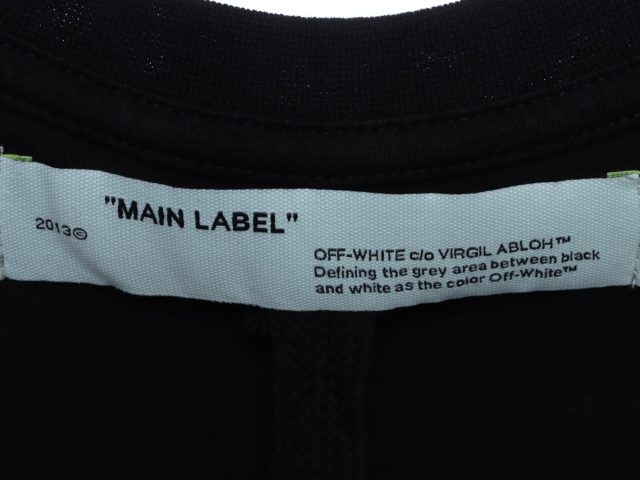 "MAIN LABEL"
2013©
OFF-WHITE c/o VIRGIL ABLOH™
Defining the grey area between black
and white as the color Off-White™